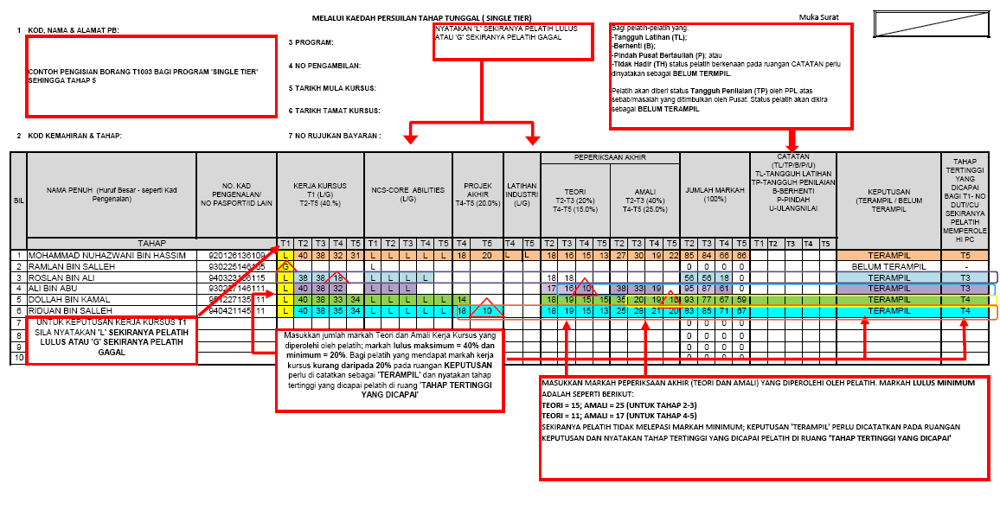 MELALUI KAEDAH PERSIJILAN TAHAP TUNGGAL ( SINGLE TIER)
Muka Surat
1 KOD, NAMA & ALAMAT PB:
CONTOH PENGISIAN BORANG T1003 BAGI PROGRAM 'SINGLE TIER'
SEHINGGA TAHAP 5
2 KOD KEMAHIRAN & TAHAP:
3 PROGRAM:
4 NO PENGAMBILAN:
5 TARIKH MULA KURSUS:
6 TARIKH TAMAT KURSUS:
7 NO RUJUKAN BAYARAN :
NYATAKAN 'L' SEKIRANYA PELATIH LULUS
ATAU 'G' SEKIRANYA PELATIH GAGAL
Bagi pelatih-pelatih yang:
-Tangguh Latihan (TL);
-Berhenti (B);
-Pindah Pusat Bertauliah (P); atau
-Tidak Hadir (TH) status pelatih berkenaan pada ruangan CATATAN perlu
dinyatakan sebagai BELUM TERMPIL.
Pelatih akan diberi status Tangguh Penilaian (TP) oleh PPL atas
sebab/masalah yang ditimbulkan oleh Pusat. Status pelatih akan dikira
sebagai BELUM TERAMPIL
BIL
NAMA PENUH (Huruf Besar - seperti Kad
Pengenalan)
NO. KAD
PENGENALAN/
NO PASPORT/ID LAIN
KERJA KURSUS
T1 (L/G)
T2-T5 (40.%)
NCS-CORE ABILITIES
(L/G)
PROJEK
AKHIR
T4-T5 (20.0%)
LATIHAN
INDUSTRI
(L/G)
PEPERIKSAAN AKHIR
TEORI
T2-T3 (20%)
T4-T5 (15.0%)
AMALI
T2-T3 (40%)
T4-T5 (25.0%)
JUMLAH MARKAH
(100%)
CATATAN
(TL/TP/B/P/U)
TL-TANGGUH LATIHAN
TP-TANGGUH PENILAIAN
B-BERHENTI
P-PINDAH
U-ULANGNILAI
KEPUTUSAN
(TERAMPIL / BELUM
TERAMPIL
TAHAP
TERTINGGI
YANG
DICAPAI
BAGI T1- NO
DUTI/CU
SEKIRANYA
PELATIH
MEMPEROLE
HI PC
TAHAP T1 T2 T3 T4 T5 T1 T2 T3 T4 T5 T4 T5 T4 T5 T2 T3 T4 T5 T2 T3 T4 T5 T2 T3 T4 T5 T1 T2 T3 T4 T5
1 MOHAMMAD NUHAZWANI BIN HASSIM 920126136109 L 40 38 32 31 L L L L L 18 20 L L 18 16 15 13 27 30 19 22 85 84 66 66 TERAMPIL T5
2 RAMLAN BIN SALLEH G L 0 0 0 0 BELUM TERAMPIL -
3 ROSLAN BIN ALI L 38 38 18 L L L L 18 18 56 56 18 0 TERAMPIL T3
4 ALI BIN ABU L 40 38 32 L L L 17 16 10 38 33 19 95 87 61 0 TERAMPIL T3
5 DOLLAH BIN KAMAL L 40 38 33 34 L L L L L 14 18 19 15 15 35 20 19 10 93 77 67 59 TERAMPIL T4
6 RIDUAN BIN SALLEH L 40 38 35 34 L L L L L 18 10 18 19 15 13 25 28 21 20 83 85 71 67 TERAMPIL T4
7 0 0 0 0
8 0 0 0 0
9 0 0 0 0
10 0 0 0 0
UNTUK KEPUTUSAN KERJA KURSUS T1
SILA NYATAKAN 'L' SEKIRANYA PELATIH
LULUS ATAU 'G' SEKIRANYA PELATIH
GAGAL
Masukkan jumlah markah Teori dan Amali Kerja Kursus yang
diperolehi oleh pelatih; markah lulus maksimum = 40% dan
minimum = 20%. Bagi pelatih yang mendapat markah kerja
kursus kurang daripada 20% pada ruangan KEPUTUSAN
perlu di catatkan sebagai 'TERAMPIL' dan nyatakan tahap
tertinggi yang dicapai pelatih di ruang 'TAHAP TERTINGGI
YANG DICAPAI'
MASUKKAN MARKAH PEPERIKSAAN AKHIR (TEORI DAN AMALI) YANG DIPEROLEHI OLEH PELATIH. MARKAH LULUS MINIMUM
ADALAH SEPERTI BERIKUT:
TEORI = 15; AMALI = 25 (UNTUK TAHAP 2-3)
TEORI = 11; AMALI = 17 (UNTUK TAHAP 4-5)
SEKIRANYA PELATIH TIDAK MELEPASI MARKAH MINIMUM; KEPUTUSAN 'TERAMPIL' PERLU DICATATKAN PADA RUANGAN
KEPUTUSAN DAN NYATAKAN TAHAP TERTINGGI YANG DICAPAI PELATIH DI RUANG 'TAHAP TERTINGGI YANG DICAPAI'